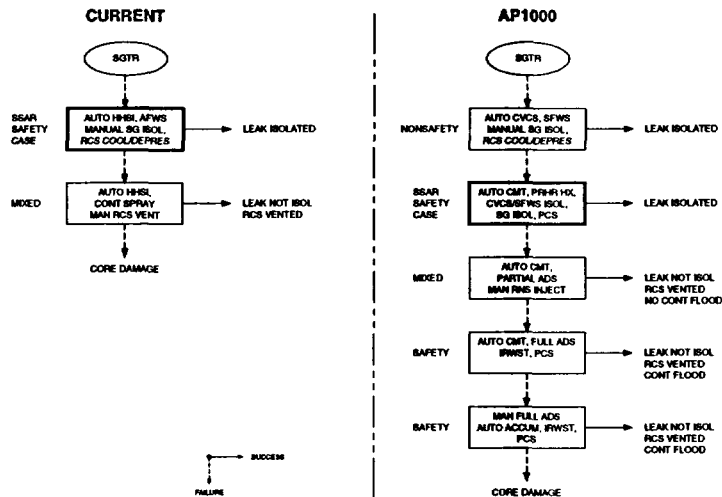 CURRENT
SGTR
SSAR
SAFETY
CASE
AUTO HHSI, AFWS
MANUAL SG ISOL,
RCS COOL/DEPRES
LEAK ISOLATED
MIXED
AUTO HHSI,
CONT SPRAY
MAN RCS VENT
LEAK NOT ISOL
RCS VENTED
CORE DAMAGE
SUCCESS
FAILURE
AP1000
SGTR
NONSAFETY
AUTO CVCS, SFWS
MANUAL SG ISOL,
RCS COOL/DEPRES
LEAK ISOLATED
SSAR
SAFETY
CASE
AUTO CMT, PRHR HX,
CVCS/SFWS ISOL,
SG ISOL, PCS
LEAK ISOLATED
MIXED
AUTO CMT,
PARTIAL ADS
MAN RNS INJECT
LEAK NOT ISOL
RCS VENTED
NO CONT FLOOD
SAFETY
AUTO CMT, FULL ADS
IRWST, PCS
LEAK NOT ISOL
RCS VENTED
CONT FLOOD
SAFETY
MAN FULL ADS
AUTO ACCUM, IRWST,
PCS
LEAK NOT ISOL
RCS VENTED
CONT FLOOD
CORE DAMAGE